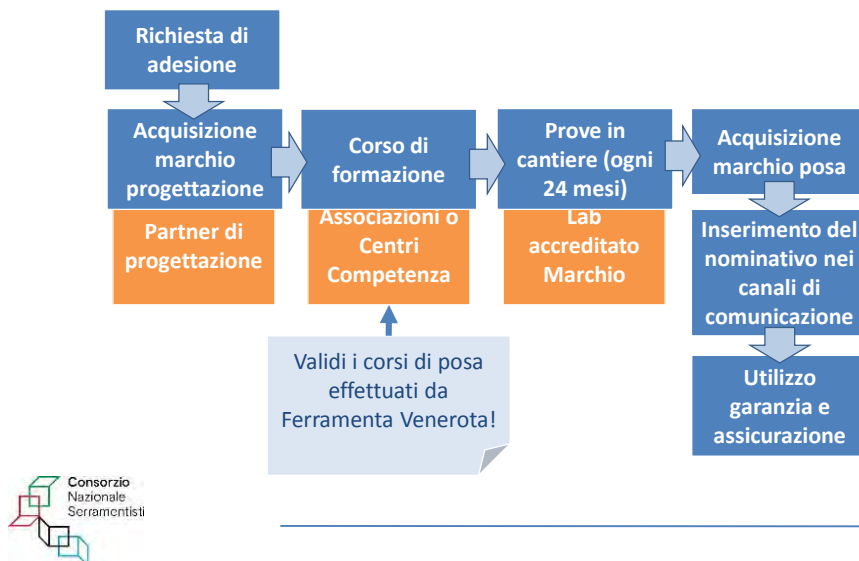 Richiesta di
adesione
Acquisizione
marchio
progettazione
Partner di
progettazione
Corso di
formazione
Associazioni o
Centri
Competenza
Validi i corsi di posa
effettuati da
Ferramenta Venerota!
Prove in
cantiere (ogni
24 mesi)
Lab
accreditato
Marchio
Acquisizione
marchio posa
Inserimento del
nominativo nei
canali di
comunicazione
Utilizzo
garanzia e
assicurazione
Consorzio
Nazionale
Serramentisti